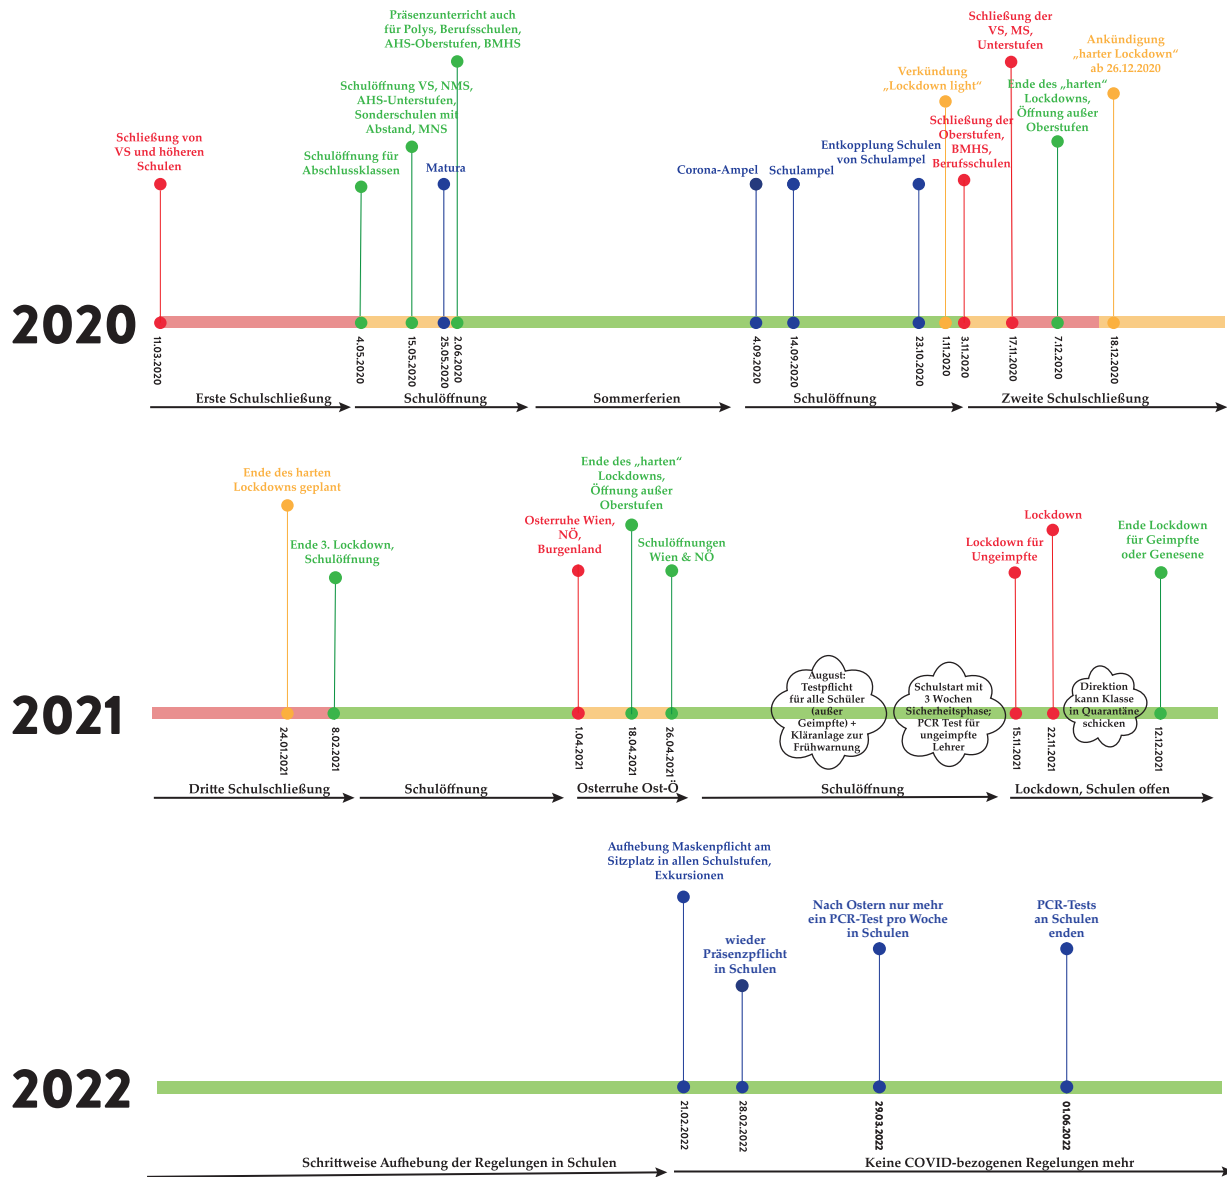 Präsenzunterricht auch
für Polys, Berufsschulen,
AHS-Oberstufen, BMHS
Schulöffnung VS, NMS,
AHS-Unterstufen,
Sonderschulen mit
Abstand, MNS
Schließung von
VS und höheren
Schulen
Schulöffnung für
Abschlussklassen
Matura
Corona-Ampel
Schulampel
Entkopplung Schulen
von Schulampel
Verkündung
„Lockdown light“
Schließung der
Oberstufen,
BMHS,
Berufsschulen
Schließung der
VS, MS,
Unterstufen
Ende des „harten“
Lockdowns,
Öffnung außer
Oberstufen
Ankündigung
„harter Lockdown“
ab 26.12.2020
2020
11.03.2020
4.05.2020
15.05.2020
25.05.2020
2.06.2020
4.09.2020
14.09.2020
23.10.2020
1.11.2020
3.11.2020
17.11.2020
7.12.2020
18.12.2020
Erste Schulschließung
Schulöffnung
Sommerferien
Schulöffnung
Zweite Schulschließung
Ende des harten
Lockdowns geplant
Ende 3. Lockdown,
Schulöffnung
Osterruhe Wien,
NÖ,
Burgenland
Ende des „harten“
Lockdowns,
Öffnung außer
Oberstufen
Schulöffnungen
Wien & NÖ
Lockdown für
Ungeimpfte
Lockdown
Ende Lockdown
für Geimpfte
oder Genesene
2021
August:
Testpflicht
für alle Schüler
(außer
Geimpfte) +
Kläranlage zur
Frühwarnung
Schulstart mit
3 Wochen
Sicherheitsphase;
PCR Test für
ungeimpfte
Lehrer
Direktion
kann Klasse
in Quarantäne
schicken
24.01.2021
8.02.2021
1.04.2021
18.04.2021
26.04.2021
15.11.2021
22.11.2021
12.12.2021
Dritte Schulschließung
Schulöffnung
Osterruhe Ost-Ö
Schulöffnung
Lockdown, Schulen offen
Aufhebung Maskenpflicht am
Sitzplatz in allen Schulstufen,
Exkursionen
wieder
Präsenzpflicht
in Schulen
Nach Ostern nur mehr
ein PCR-Test pro Woche
in Schulen
PCR-Tests
an Schulen
enden
2022
21.02.2022
28.02.2022
29.03.2022
01.06.2022
Schrittweise Aufhebung der Regelungen in Schulen
Keine COVID-bezogenen Regelungen mehr